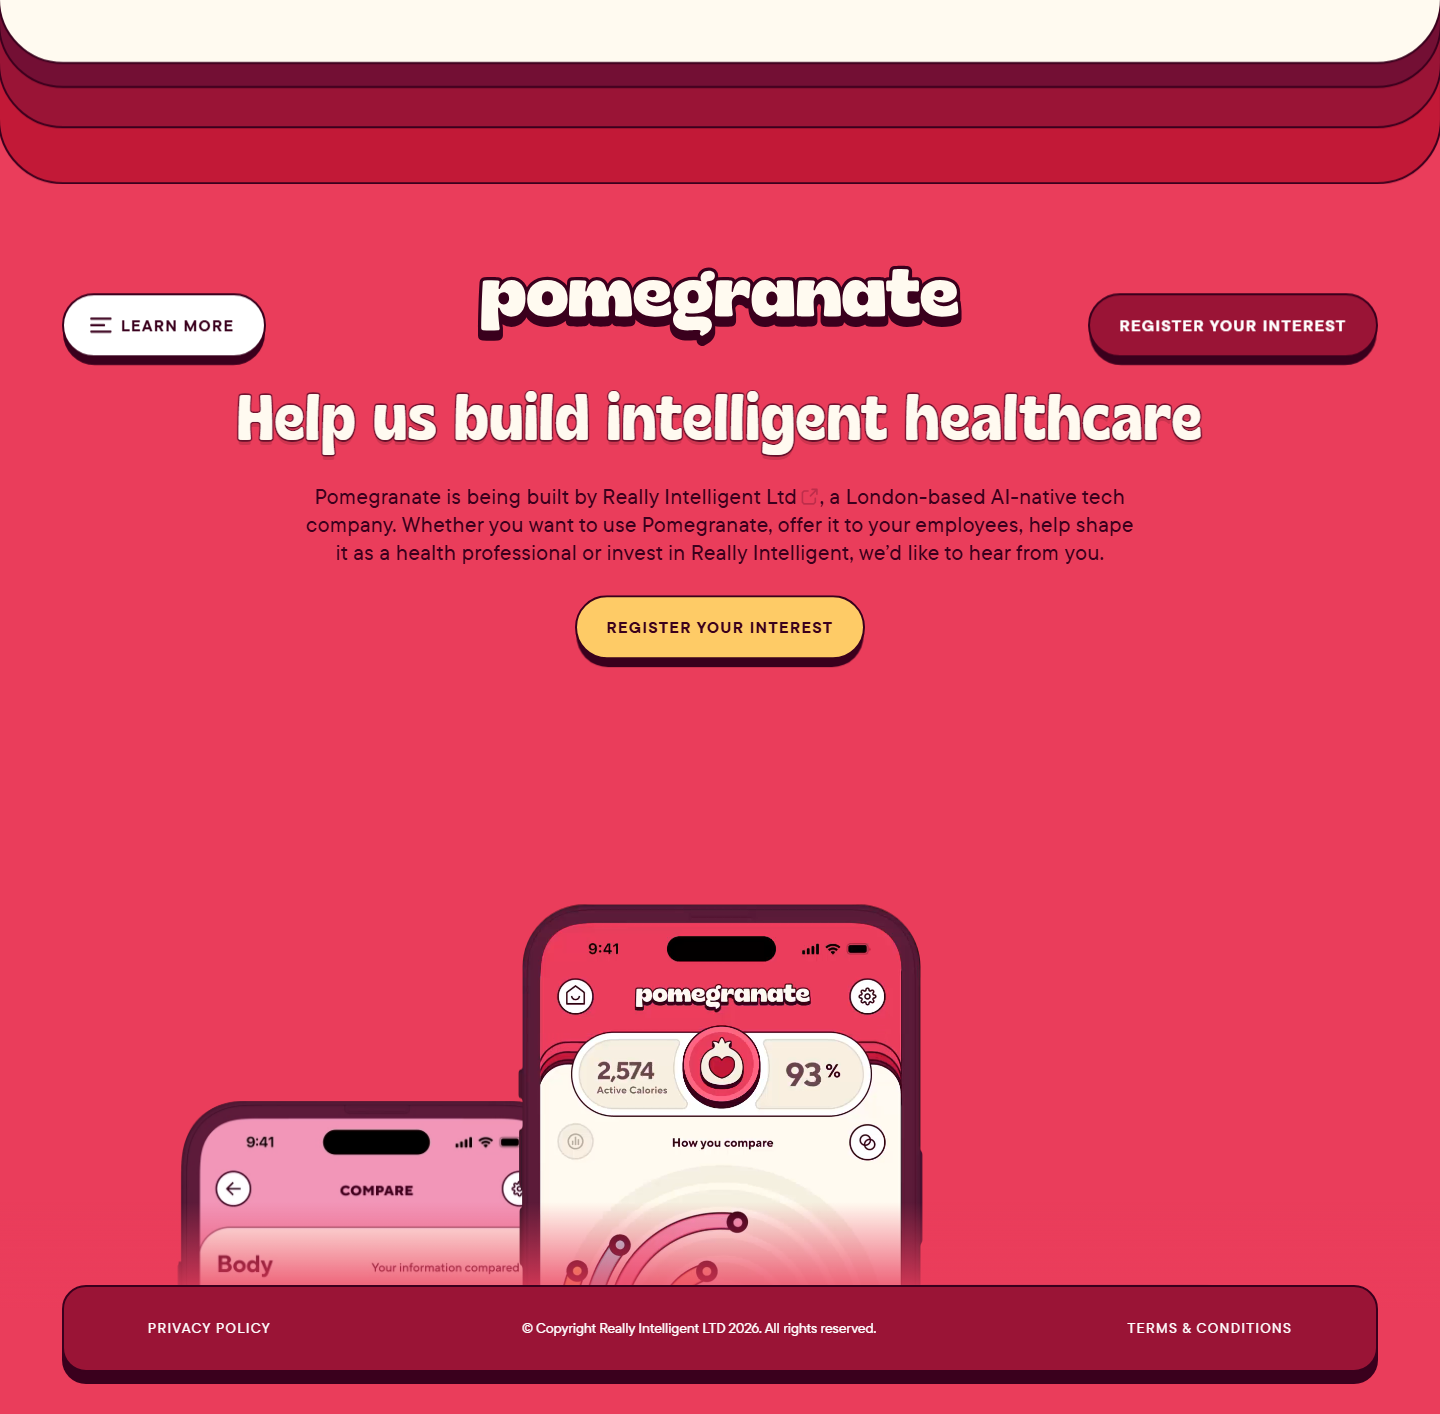 pomegranate
LEARN MORE
REGISTER YOUR INTEREST
Help us build intelligent healthcare
Pomegranate is being built by Really Intelligent Ltd, a London-based AI-native tech
company. Whether you want to use Pomegranate, offer it to your employees, help shape
it as a health professional or invest in Really Intelligent, we’d like to hear from you.
REGISTER YOUR INTEREST
9:41
pomegranate
2,574
Active Calories
93%
How you compare
9:41
COMPARE
Body
Your information compared
PRIVACY POLICY
© Copyright Really Intelligent LTD 2026. All rights reserved.
TERMS & CONDITIONS